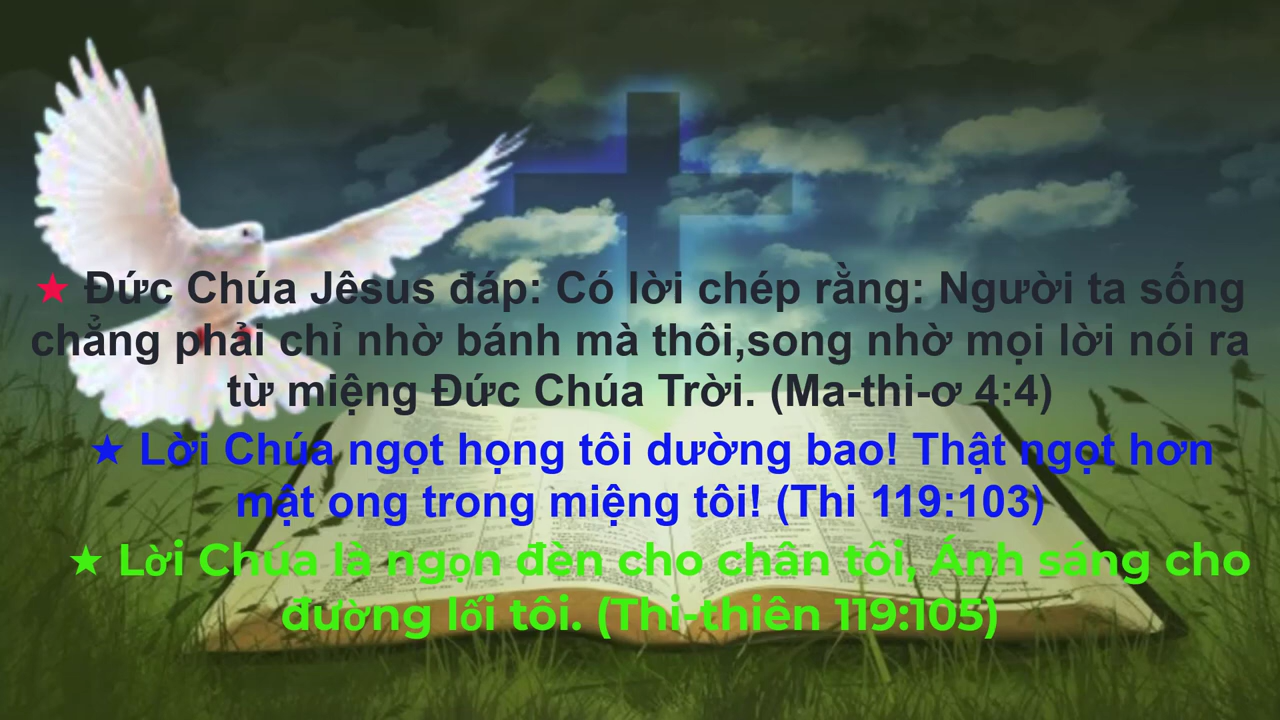 ★ Đức Chúa Jêsus đáp: Có lời chép rằng: Người ta sống
chẳng phải chỉ nhờ bánh mà thôi,song nhờ mọi lời nói ra
từ miệng Đức Chúa Trời. (Ma-thi-ơ 4:4)
★ Lời Chúa ngọt họng tôi dường bao! Thật ngọt hơn
mật ong trong miệng tôi! (Thi 119:103)
★ Lời Chúa là ngọn đèn cho chân tôi, Ánh sáng cho
đường lối tôi. (Thi-thiên 119:105)